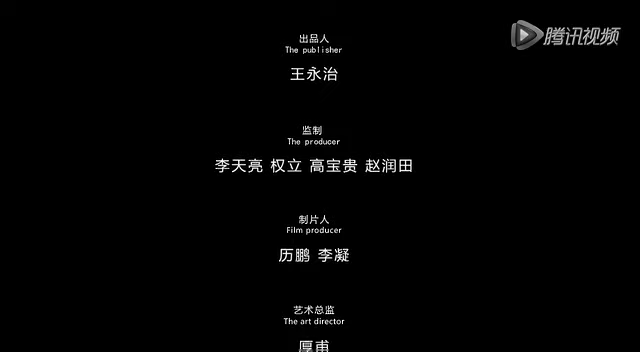 腾讯视频
出品人
The publisher
王永治
监制
The producer
李天亮 权立 高宝贵 赵润田
制片人
Film producer
历鹏 李凝
艺术总监
The art director
厚甫